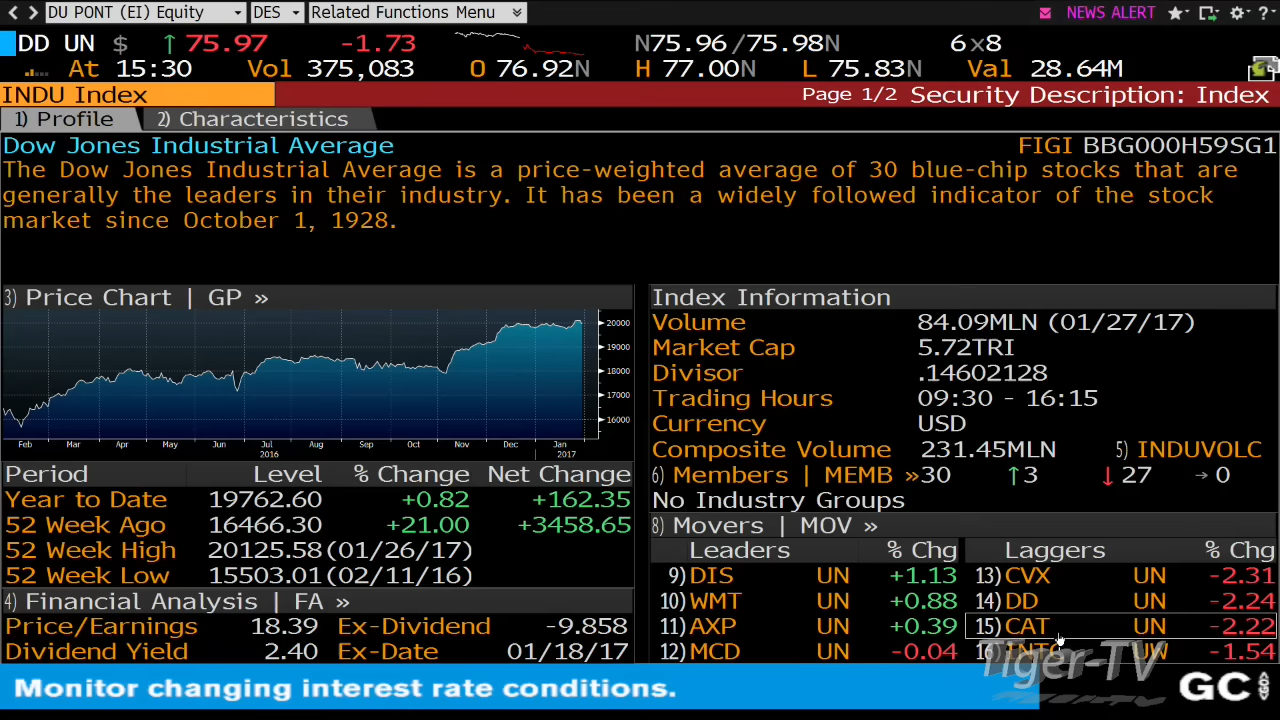 DU PONT (EI) Equity DES Related Functions Menu NEWS ALERT ?
DD UN $ ↑ 75.97 -1.73 N75.96/75.98N 6x8
At 15:30 Vol 375,083 O 76.92N H 77.00N L 75.83N Val 28.64M
INDU Index Page 1/2 Security Description: Index
1) Profile 2) Characteristics
Dow Jones Industrial Average FIGI BBG000H59SG1
The Dow Jones Industrial Average is a price-weighted average of 30 blue-chip stocks that are
generally the leaders in their industry. It has been a widely followed indicator of the stock
market since October 1, 1928.
3) Price Chart | GP »
20000
19000
18000
17000
16000
Feb Mar Apr May Jun Jul Aug Sep Oct Nov Dec Jan
2016 2017
Period Level % Change Net Change
Year to Date 19762.60 +0.82 +162.35
52 Week Ago 16466.30 +21.00 +3458.65
52 Week High 20125.58 (01/26/17)
52 Week Low 15503.01 (02/11/16)
4) Financial Analysis | FA »
Price/Earnings 18.39 Ex-Dividend -9.858
Dividend Yield 2.40 Ex-Date 01/18/17
Index Information
Volume 84.09MLN (01/27/17)
Market Cap 5.72TRI
Divisor .14602128
Trading Hours 09:30 - 16:15
Currency USD
Composite Volume 231.45MLN 5) INDUVOLC
6) Members | MEMB » 30 ↑3 ↓27 →0
No Industry Groups
8) Movers | MOV »
Leaders % Chg Laggers % Chg
9) DIS UN +1.13 13) CVX UN -2.31
10) WMT UN +0.88 14) DD UN -2.24
11) AXP UN +0.39 15) CAT UN -2.22
12) MCD UN -0.04 16) INTC UW -1.54
Tiger-TV
Monitor changing interest rate conditions. GC